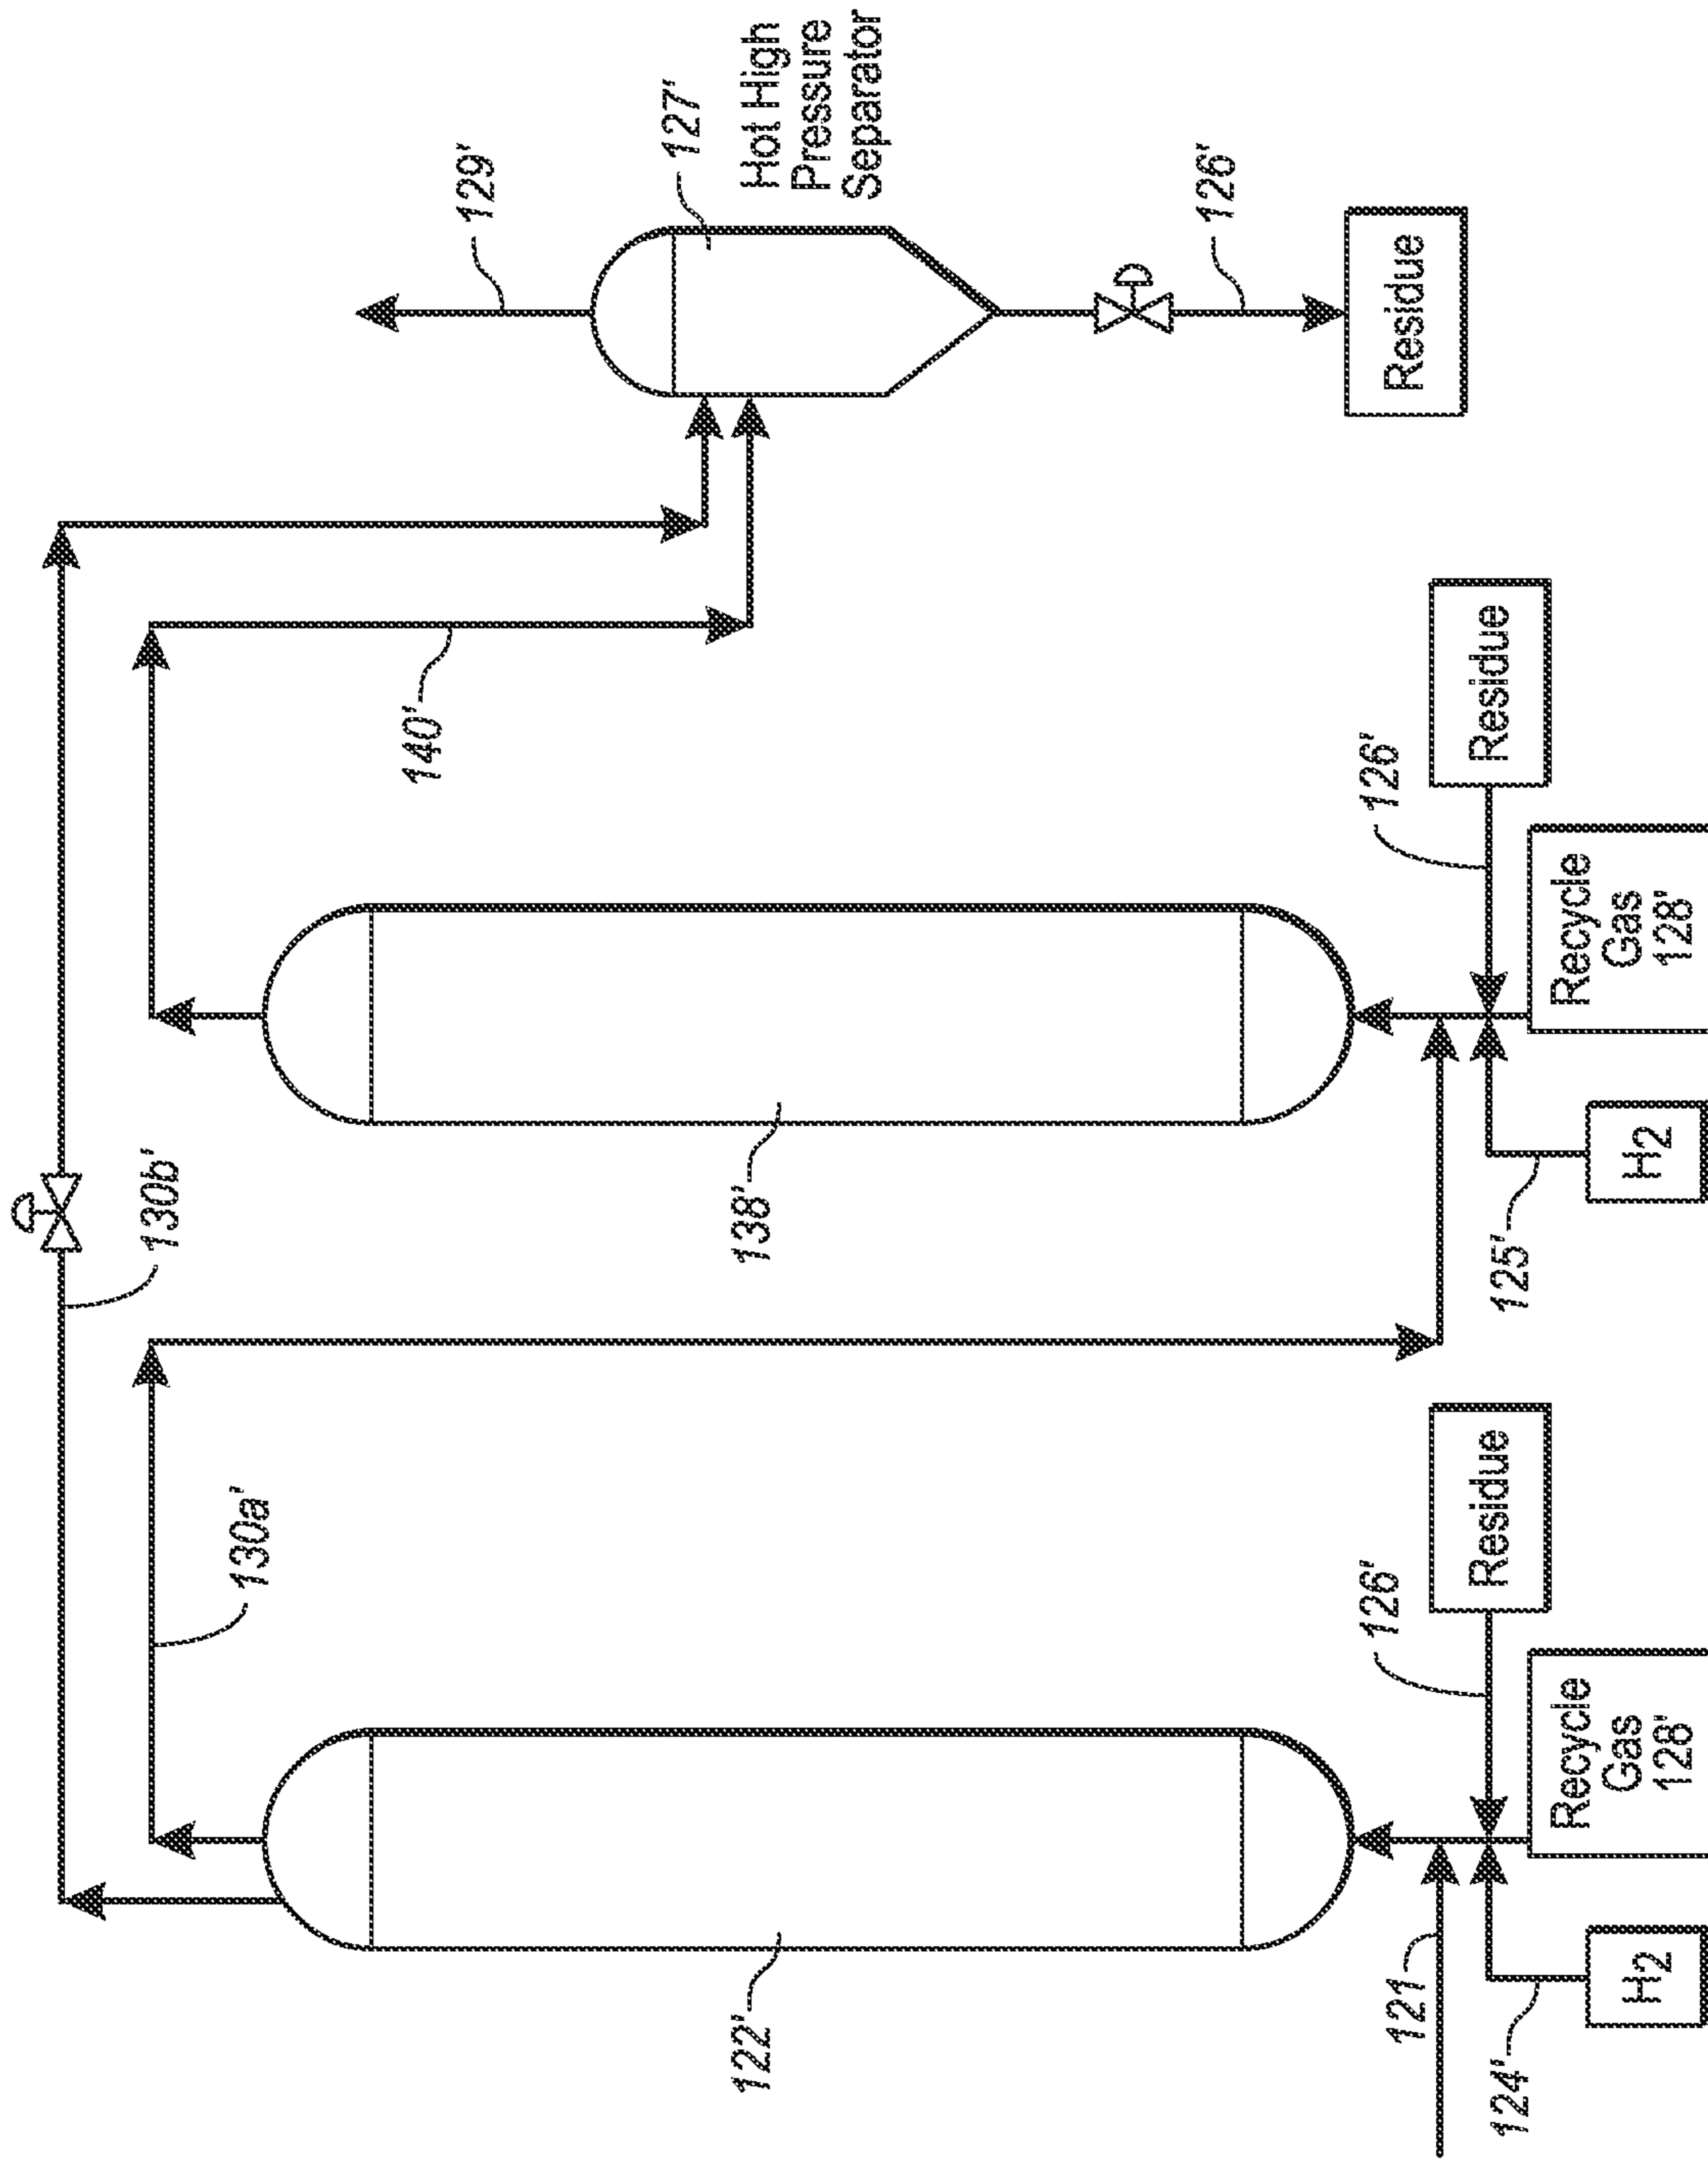 130b'
130a'
140'
129'
127'
Hot High
Pressure
Separator
122'
138'
126'
Residue
121
124'
H2
126'
Residue
Recycle
Gas
128'
125'
H2
126'
Residue
Recycle
Gas
128'